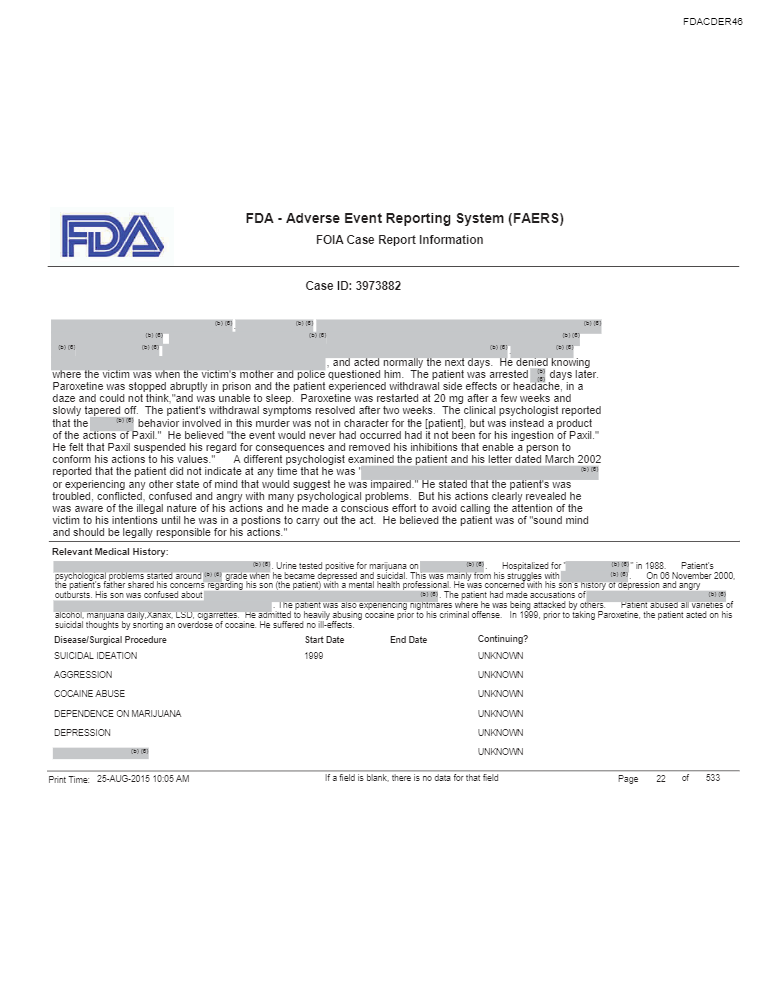 FDACDER46
FDA
FDA - Adverse Event Reporting System (FAERS)
FOIA Case Report Information
Case ID: 3973882
(b) (6) , (b) (6) (b) (6)
(b) (6) (b) (6) (b) (6)
(b) (6) (b) (6) (b) (6) (b) (6)
, and acted normally the next days. He denied knowing
where the victim was when the victim's mother and police questioned him. The patient was arrested (b) (6) days later.
Paroxetine was stopped abruptly in prison and the patient experienced withdrawal side effects or headache, in a
daze and could not think,"and was unable to sleep. Paroxetine was restarted at 20 mg after a few weeks and
slowly tapered off. The patient's withdrawal symptoms resolved after two weeks. The clinical psychologist reported
that the (b) (6) behavior involved in this murder was not in character for the [patient], but was instead a product
of the actions of Paxil." He believed "the event would never had occurred had it not been for his ingestion of Paxil."
He felt that Paxil suspended his regard for consequences and removed his inhibitions that enable a person to
conform his actions to his values." A different psychologist examined the patient and his letter dated March 2002
reported that the patient did not indicate at any time that he was ' (b) (6)
or experiencing any other state of mind that would suggest he was impaired." He stated that the patient's was
troubled, conflicted, confused and angry with many psychological problems. But his actions clearly revealed he
was aware of the illegal nature of his actions and he made a conscious effort to avoid calling the attention of the
victim to his intentions until he was in a postions to carry out the act. He believed the patient was of "sound mind
and should be legally responsible for his actions."
Relevant Medical History:
(b) (6) . Urine tested positive for marijuana on (b) (6) . Hospitalized for ' (b) (6) " in 1988. Patient's
psychological problems started around (b) (6) grade when he became depressed and suicidal. This was mainly from his struggles with (b) (6) . On 06 November 2000,
the patient's father shared his concerns regarding his son (the patient) with a mental health professional. He was concerned with his son's history of depression and angry
outbursts. His son was confused about (b) (6) . The patient had made accusations of (b) (6)
. The patient was also experiencing nightmares where he was being attacked by others. Patient abused all varieties of
alcohol, marijuana daily,Xanax, LSD, cigarrettes. He admitted to heavily abusing cocaine prior to his criminal offense. In 1999, prior to taking Paroxetine, the patient acted on his
suicidal thoughts by snorting an overdose of cocaine. He suffered no ill-effects.
Disease/Surgical Procedure Start Date End Date Continuing?
SUICIDAL IDEATION 1999 UNKNOWN
AGGRESSION UNKNOWN
COCAINE ABUSE UNKNOWN
DEPENDENCE ON MARIJUANA UNKNOWN
DEPRESSION UNKNOWN
(b) (6) UNKNOWN
Print Time: 25-AUG-2015 10:05 AM If a field is blank, there is no data for that field Page 22 of 533